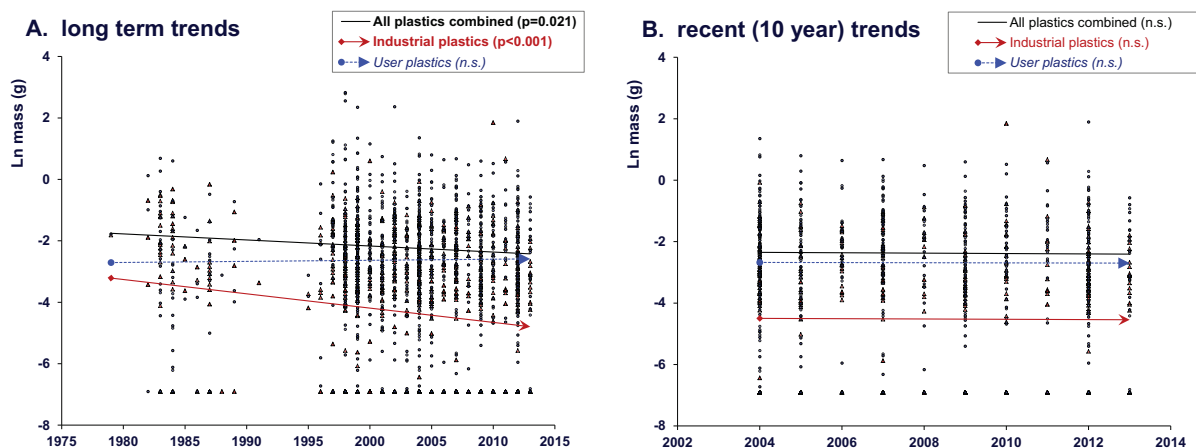 A. long term trends
All plastics combined (p=0.021)
Industrial plastics (p<0.001)
User plastics (n.s.)
Ln mass (g)
4
2
0
-2
-4
-6
-8
1975 1980 1985 1990 1995 2000 2005 2010 2015
B. recent (10 year) trends
All plastics combined (n.s.)
Industrial plastics (n.s.)
User plastics (n.s.)
Ln mass (g)
4
2
0
-2
-4
-6
-8
2002 2004 2006 2008 2010 2012 2014